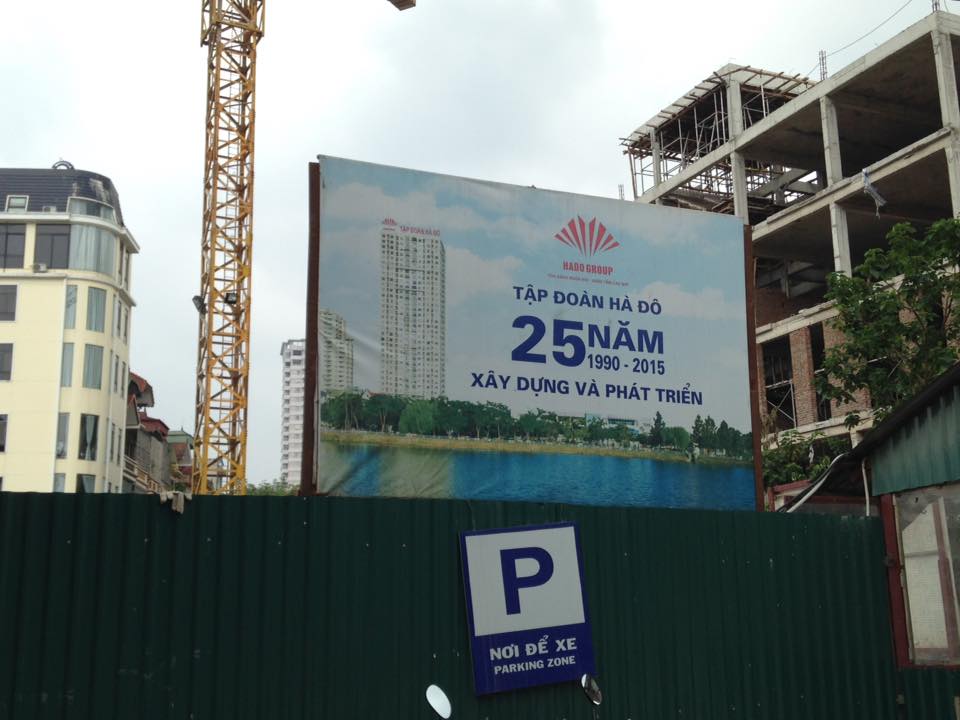 TẬP ĐOÀN HÀ ĐÔ
HADO GROUP
TẬP ĐOÀN HÀ ĐÔ
25 NĂM
1990 - 2015
XÂY DỰNG VÀ PHÁT TRIỂN
P
NƠI ĐỂ XE
PARKING ZONE